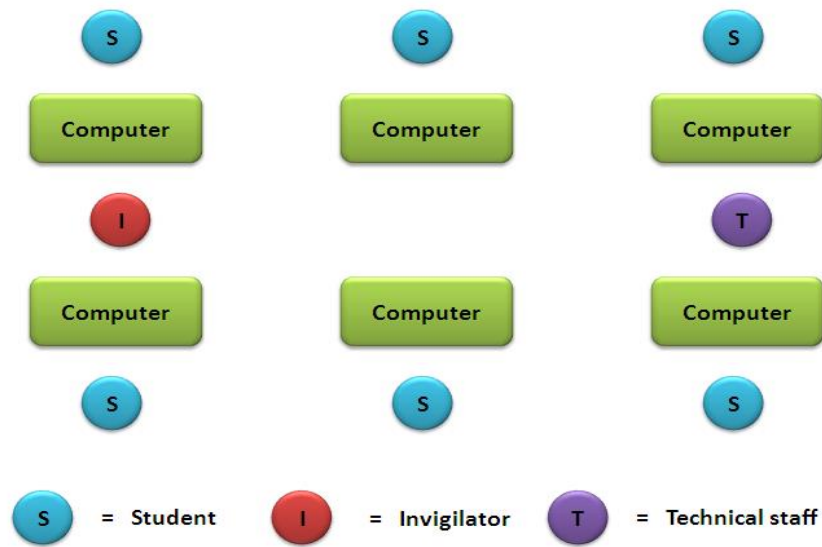 S S S
Computer Computer Computer
I T
Computer Computer Computer
S S S
S = Student I = Invigilator T = Technical staff